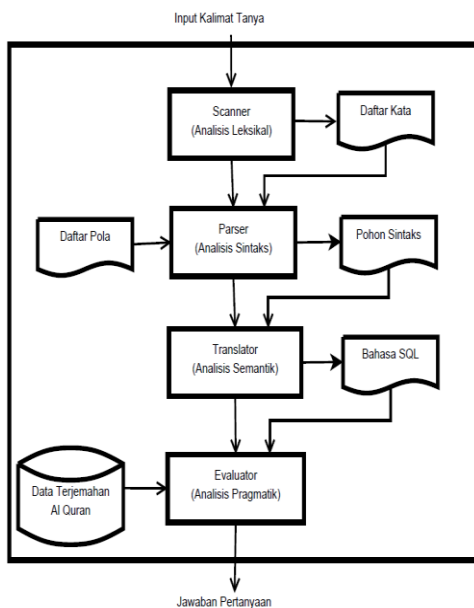 Input Kalimat Tanya
Scanner
(Analisis Leksikal)
Daftar Kata
Daftar Pola
Parser
(Analisis Sintaks)
Pohon Sintaks
Translator
(Analisis Semantik)
Bahasa SQL
Data Terjemahan
Al Quran
Evaluator
(Analisis Pragmatik)
Jawaban Pertanyaan